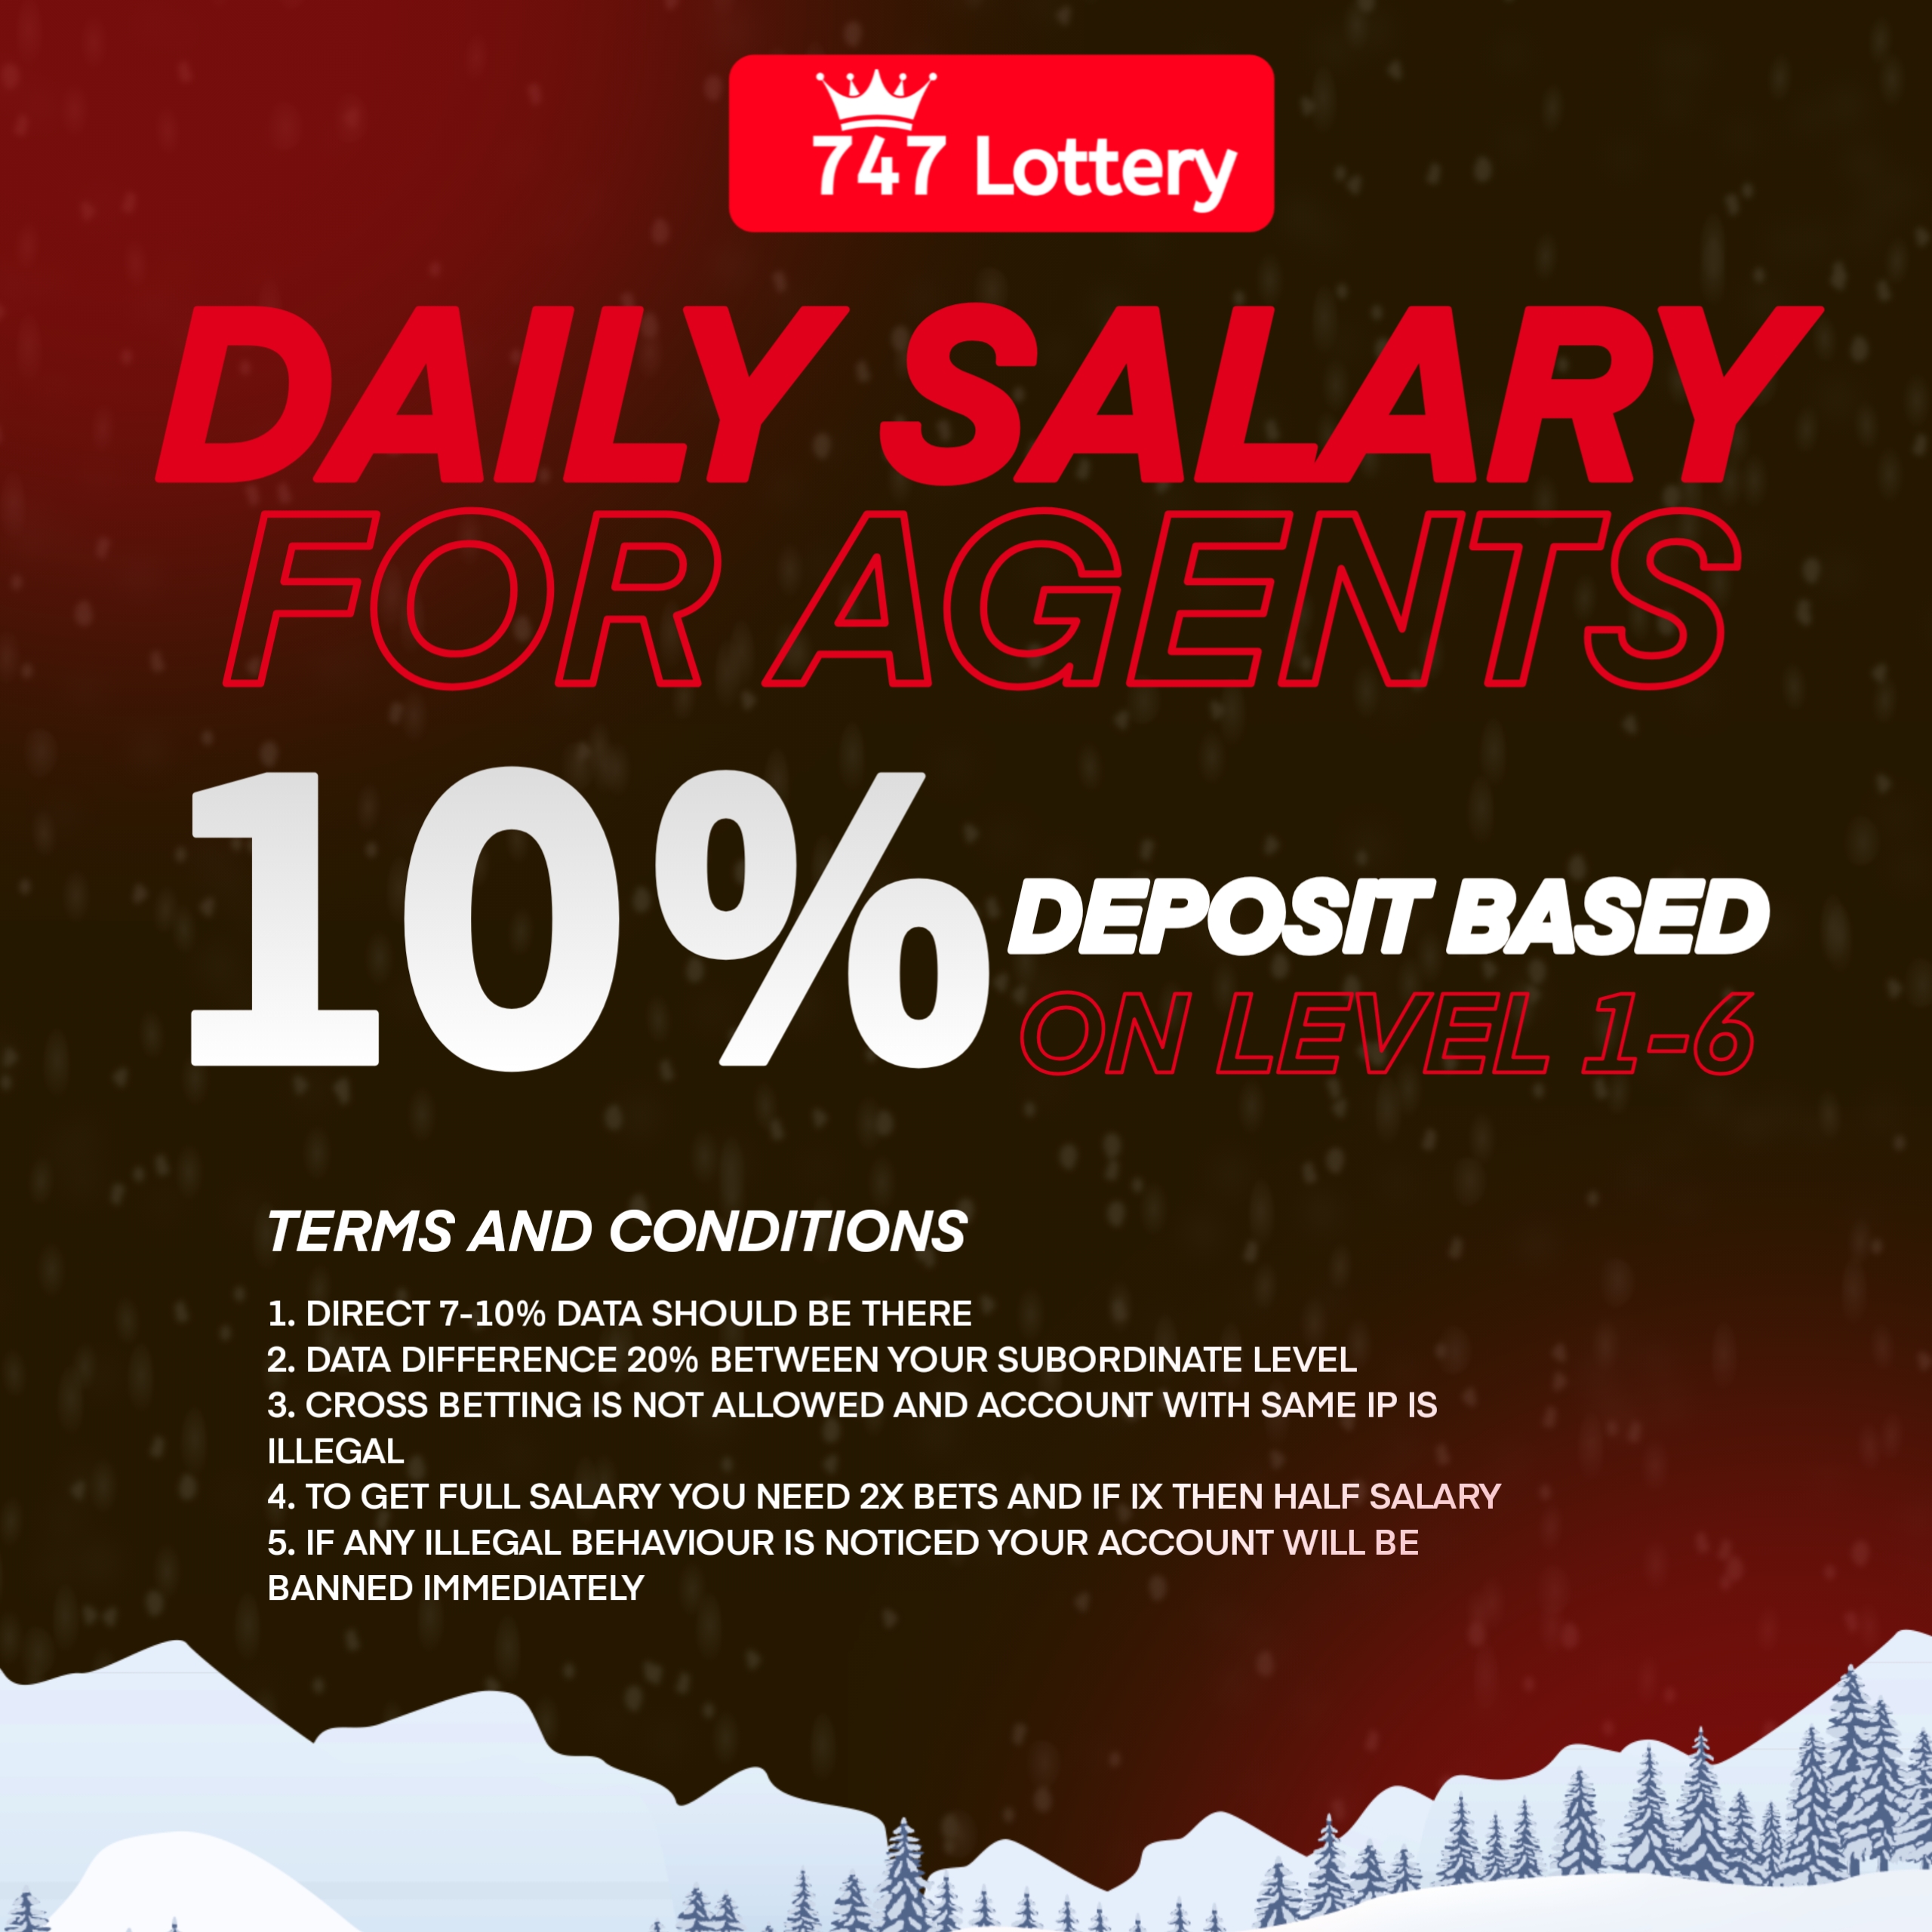 747 Lottery
DAILY SALARY
FOR AGENTS
10%
DEPOSIT BASED
ON LEVEL 1-6
TERMS AND CONDITIONS
1. DIRECT 7-10% DATA SHOULD BE THERE
2. DATA DIFFERENCE 20% BETWEEN YOUR SUBORDINATE LEVEL
3. CROSS BETTING IS NOT ALLOWED AND ACCOUNT WITH SAME IP IS
ILLEGAL
4. TO GET FULL SALARY YOU NEED 2X BETS AND IF IX THEN HALF SALARY
5. IF ANY ILLEGAL BEHAVIOUR IS NOTICED YOUR ACCOUNT WILL BE
BANNED IMMEDIATELY